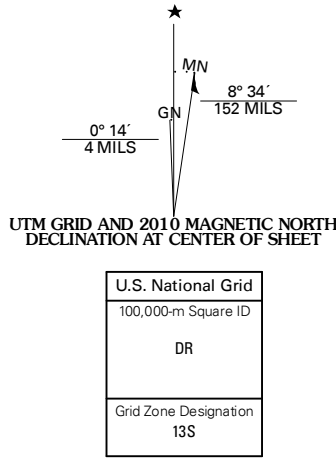 MN
GN
8° 34´
152 MILS
0° 14´
4 MILS
UTM GRID AND 2010 MAGNETIC NORTH
DECLINATION AT CENTER OF SHEET
U.S. National Grid
100,000-m Square ID
DR
Grid Zone Designation
13S